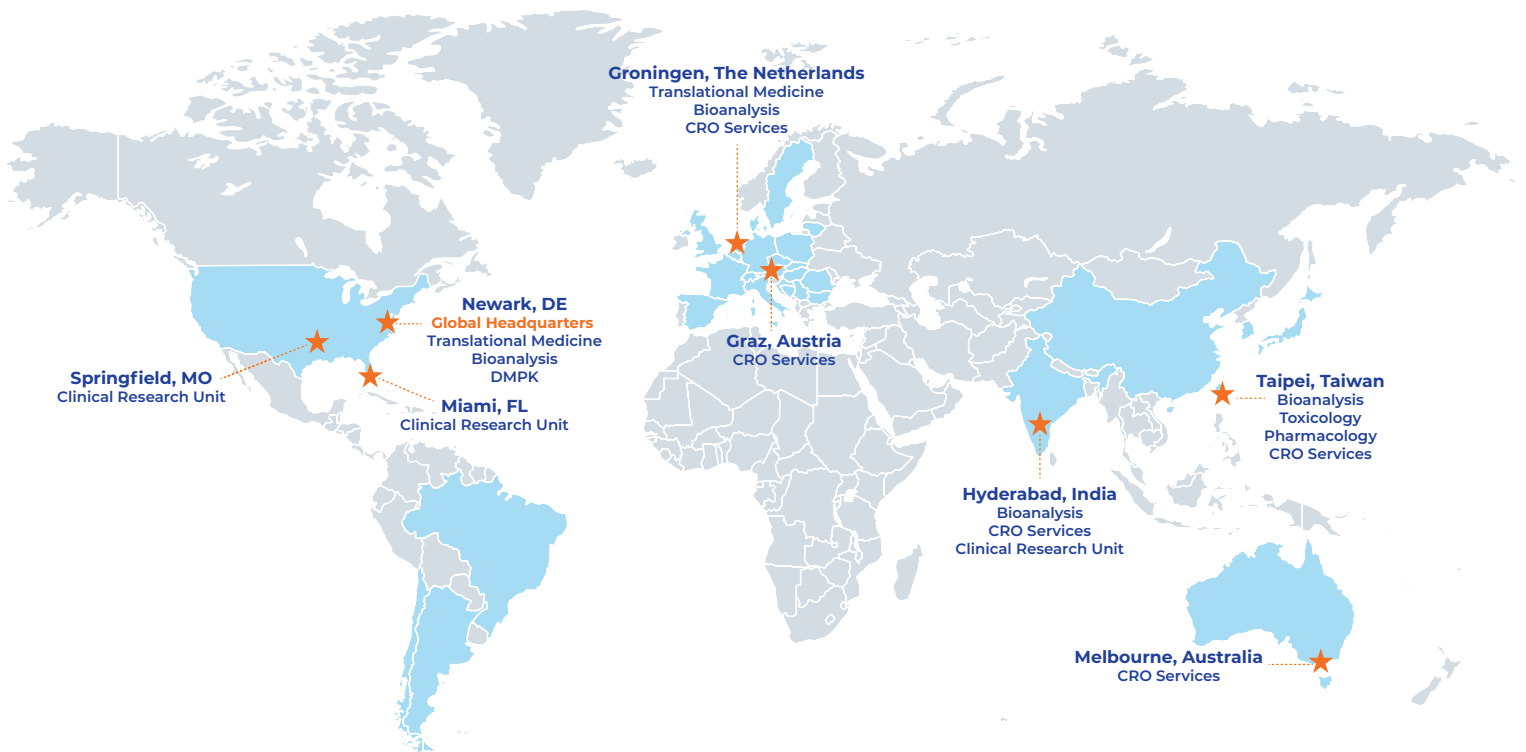 Groningen, The Netherlands
Translational Medicine
Bioanalysis
CRO Services
Newark, DE
Global Headquarters
Translational Medicine
Bioanalysis
DMPK
Springfield, MO
Clinical Research Unit
Miami, FL
Clinical Research Unit
Graz, Austria
CRO Services
Taipei, Taiwan
Bioanalysis
Toxicology
Pharmacology
CRO Services
Hyderabad, India
Bioanalysis
CRO Services
Clinical Research Unit
Melbourne, Australia
CRO Services